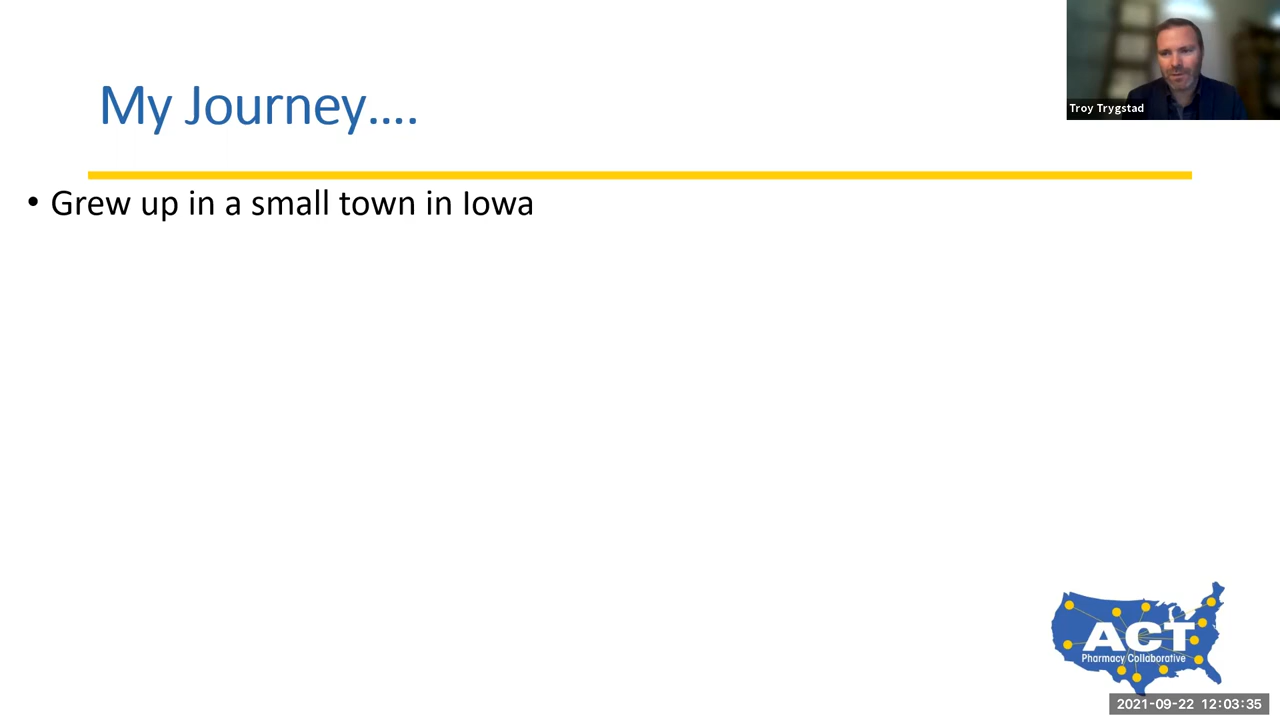 Troy Trygstad
My Journey....
• Grew up in a small town in Iowa
ACT
Pharmacy Collaborative
2021-09-22 12:03:35